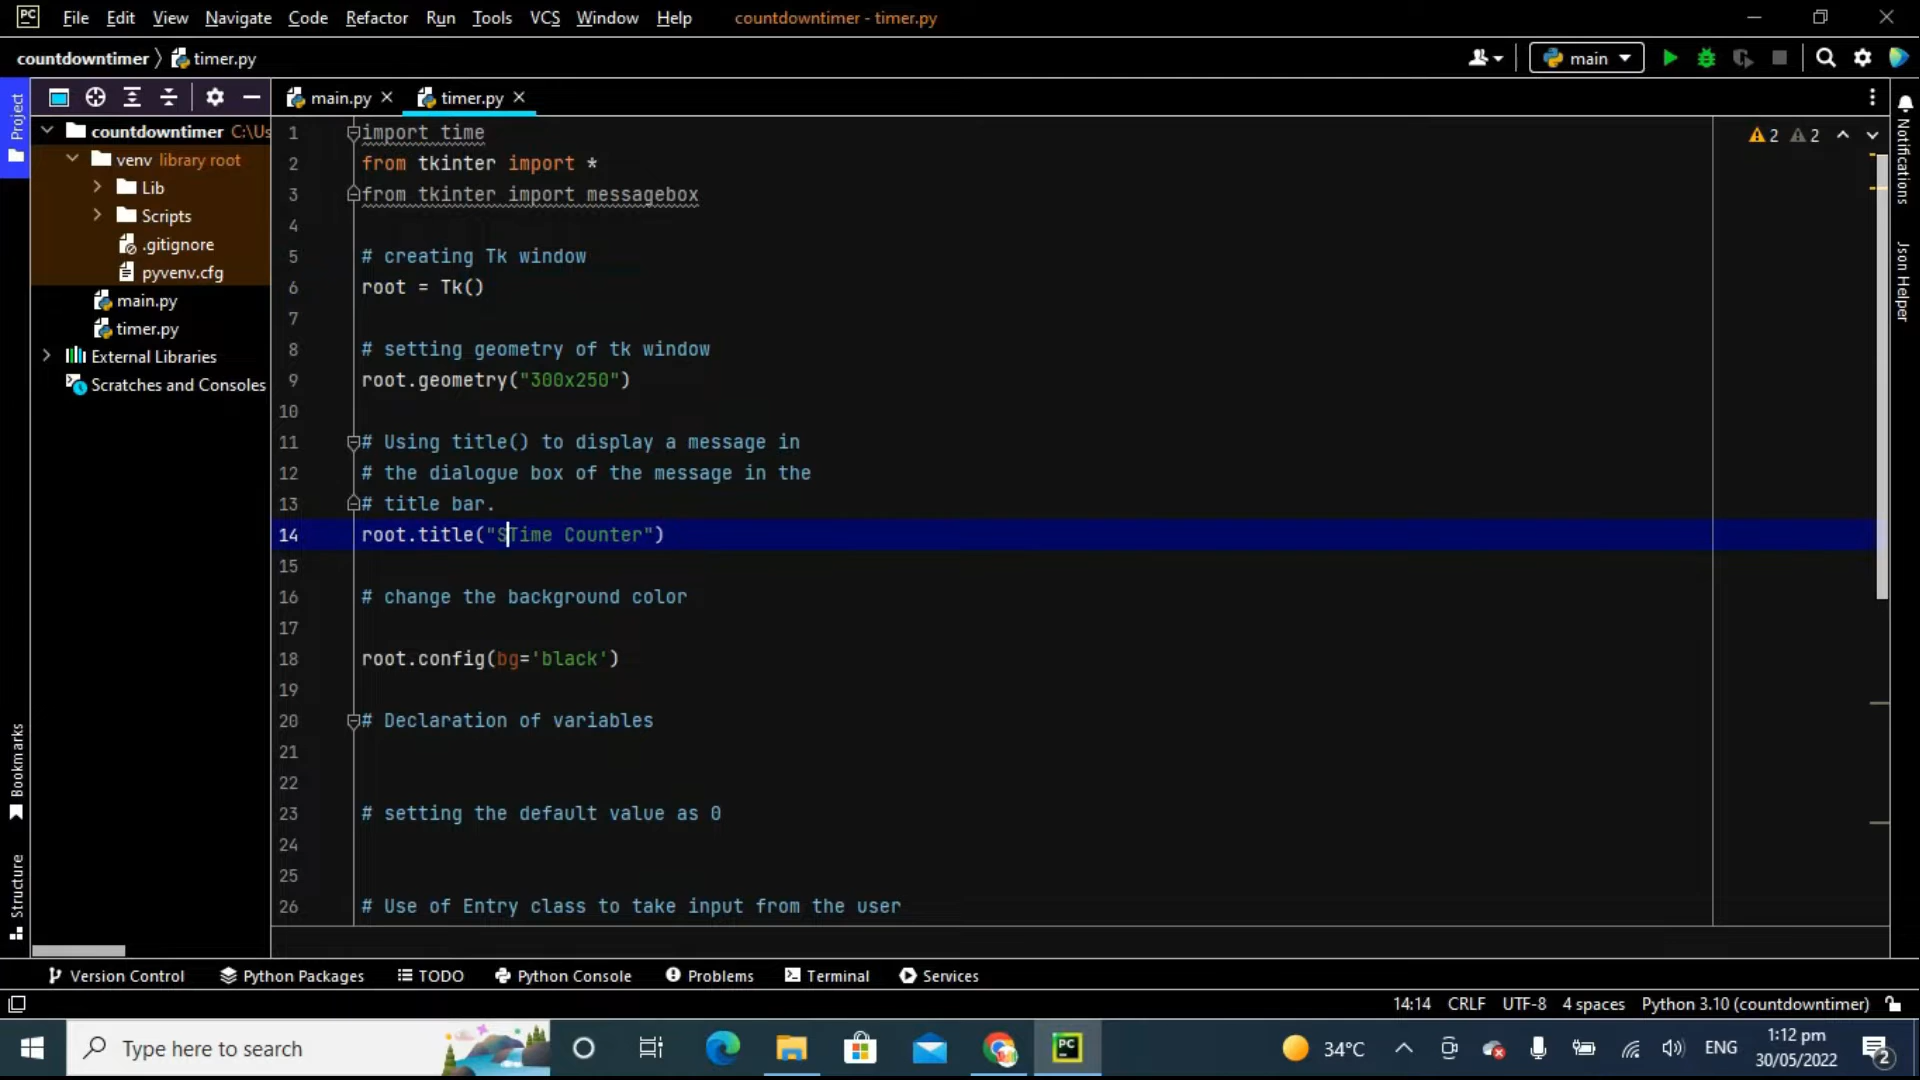 PC File Edit View Navigate Code Refactor Run Tools VCS Window Help countdowntimer - timer.py
countdowntimer timer.py main
Project
main.py timer.py
countdowntimer C:\Us
venv library root
Lib
Scripts
.gitignore
pyvenv.cfg
main.py
timer.py
External Libraries
Scratches and Consoles
1 import time
2 from tkinter import *
3 from tkinter import messagebox
4
5 # creating Tk window
6 root = Tk()
7
8 # setting geometry of tk window
9 root.geometry("300x250")
10
11 # Using title() to display a message in
12 # the dialogue box of the message in the
13 # title bar.
14 root.title("STime Counter")
15
16 # change the background color
17
18 root.config(bg='black')
19
20 # Declaration of variables
21
22
23 # setting the default value as 0
24
25
26 # Use of Entry class to take input from the user
2 2
Notifications
Json Helper
Bookmarks
Structure
Version Control Python Packages TODO Python Console Problems Terminal Services
14:14 CRLF UTF-8 4 spaces Python 3.10 (countdowntimer)
Type here to search
PC
34°C
ENG
1:12 pm
30/05/2022
2